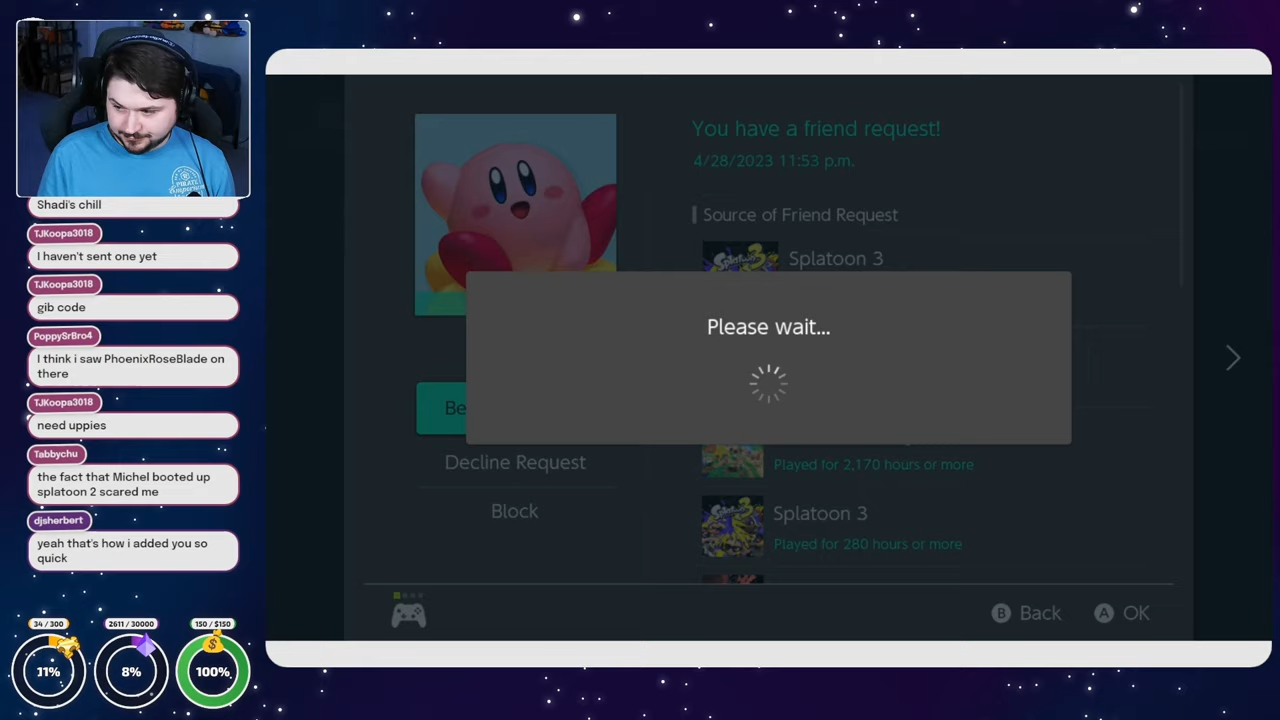 Shadi's chill
TJKoopa3018
I haven't sent one yet
TJKoopa3018
gib code
PoppySrBro4
I think i saw PhoenixRoseBlade on
there
TJKoopa3018
need uppies
Tabbychu
the fact that Michel booted up
splatoon 2 scared me
djsherbert
yeah that's how i added you so
quick
34 / 300
2611 / 30000
150 / $150
11%
8%
100%
You have a friend request!
4/28/2023 11:53 p.m.
Source of Friend Request
Splatoon 3
Please wait...
Be
Decline Request
Block
Played for 2,170 hours or more
Splatoon 3
Played for 280 hours or more
B Back
A OK